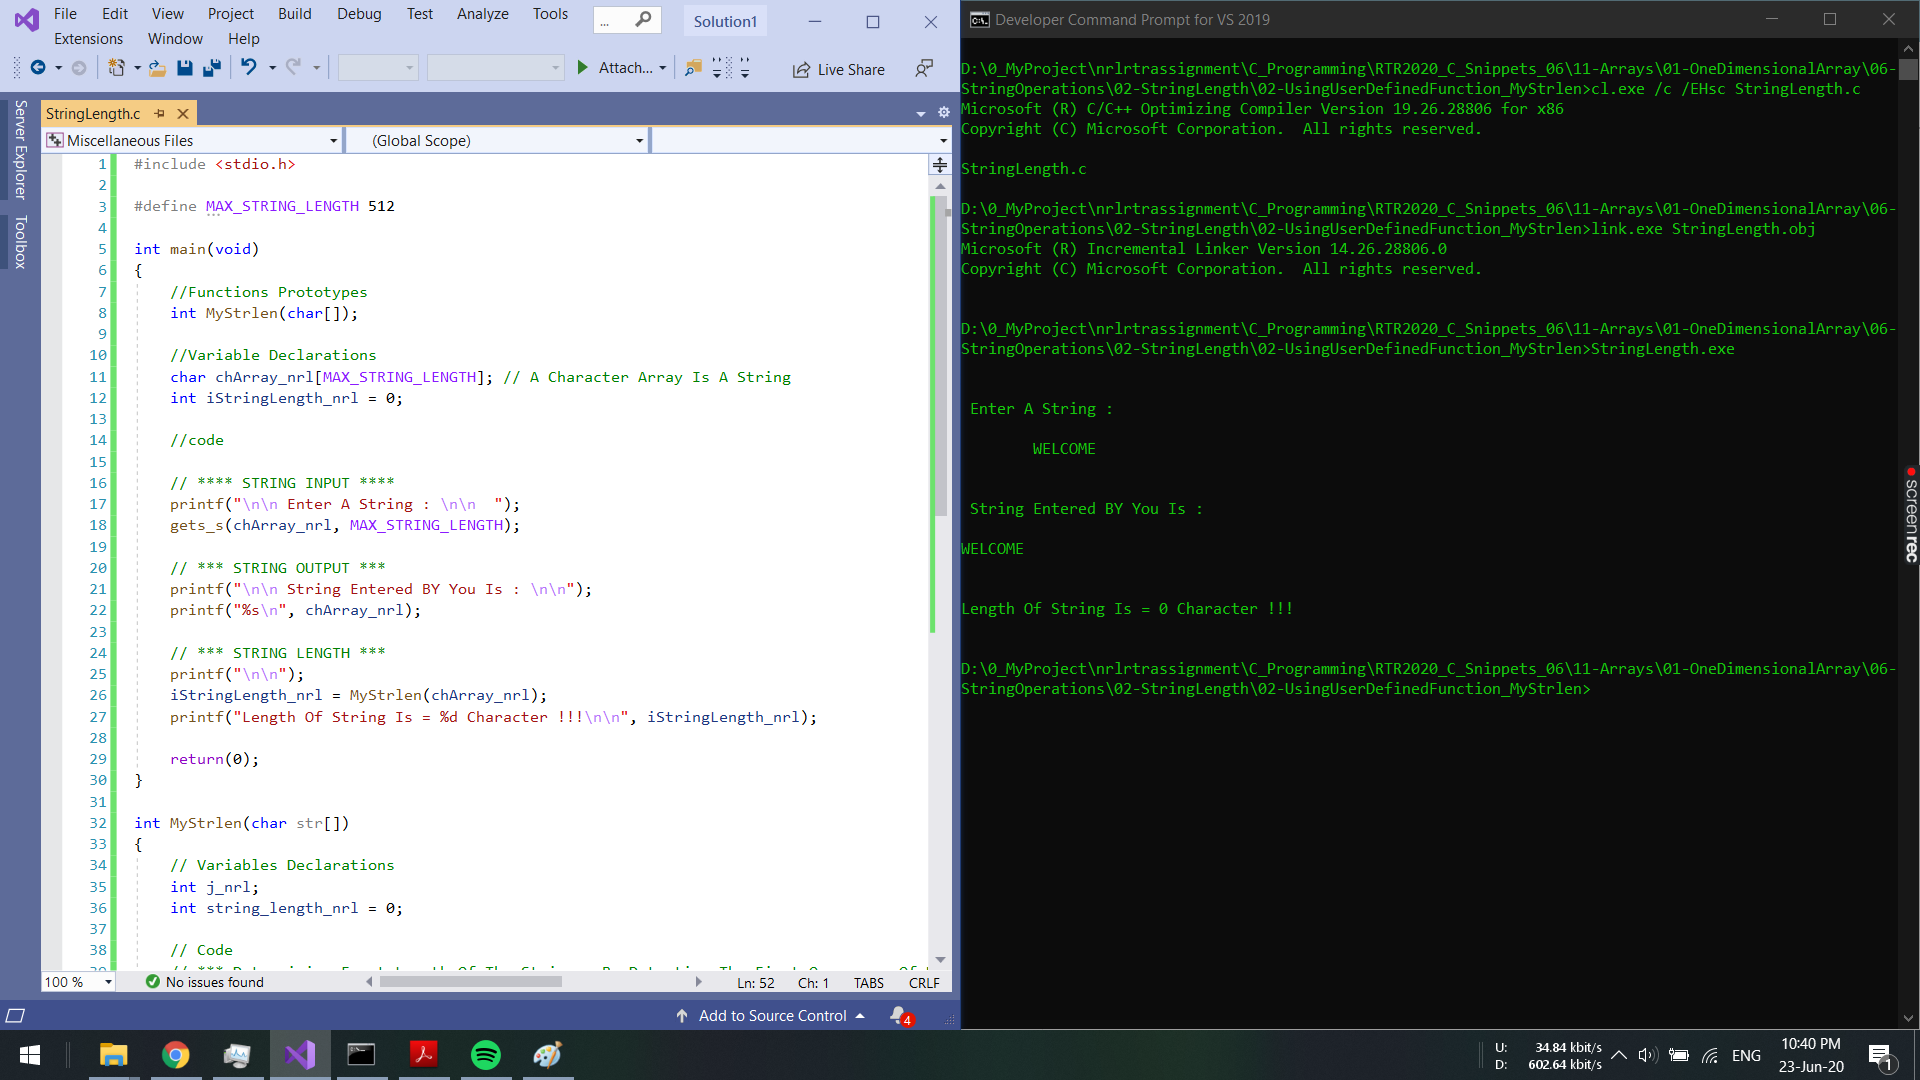 File Edit View Project Build Debug Test Analyze Tools ... Solution1
Extensions Window Help
Attach... Live Share
Server Explorer
Toolbox
StringLength.c
Miscellaneous Files (Global Scope)
1 #include <stdio.h>
2
3 #define MAX_STRING_LENGTH 512
4
5 int main(void)
6 {
7 //Functions Prototypes
8 int MyStrlen(char[]);
9
10 //Variable Declarations
11 char chArray_nrl[MAX_STRING_LENGTH]; // A Character Array Is A String
12 int iStringLength_nrl = 0;
13
14 //code
15
16 // **** STRING INPUT ****
17 printf("\n\n Enter A String : \n\n  ");
18 gets_s(chArray_nrl, MAX_STRING_LENGTH);
19
20 // *** STRING OUTPUT ***
21 printf("\n\n String Entered BY You Is : \n\n");
22 printf("%s\n", chArray_nrl);
23
24 // *** STRING LENGTH ***
25 printf("\n\n");
26 iStringLength_nrl = MyStrlen(chArray_nrl);
27 printf("Length Of String Is = %d Character !!!\n\n", iStringLength_nrl);
28
29 return(0);
30 }
31
32 int MyStrlen(char str[])
33 {
34 // Variables Declarations
35 int j_nrl;
36 int string_length_nrl = 0;
37
38 // Code
100 % No issues found Ln: 52 Ch: 1 TABS CRLF
Add to Source Control 4
Developer Command Prompt for VS 2019
D:\0_MyProject\nrlrtrassignment\C_Programming\RTR2020_C_Snippets_06\11-Arrays\01-OneDimensionalArray\06-
StringOperations\02-StringLength\02-UsingUserDefinedFunction_MyStrlen>cl.exe /c /EHsc StringLength.c
Microsoft (R) C/C++ Optimizing Compiler Version 19.26.28806 for x86
Copyright (C) Microsoft Corporation.  All rights reserved.
StringLength.c
D:\0_MyProject\nrlrtrassignment\C_Programming\RTR2020_C_Snippets_06\11-Arrays\01-OneDimensionalArray\06-
StringOperations\02-StringLength\02-UsingUserDefinedFunction_MyStrlen>link.exe StringLength.obj
Microsoft (R) Incremental Linker Version 14.26.28806.0
Copyright (C) Microsoft Corporation.  All rights reserved.
D:\0_MyProject\nrlrtrassignment\C_Programming\RTR2020_C_Snippets_06\11-Arrays\01-OneDimensionalArray\06-
StringOperations\02-StringLength\02-UsingUserDefinedFunction_MyStrlen>StringLength.exe
Enter A String :
WELCOME
String Entered BY You Is :
WELCOME
Length Of String Is = 0 Character !!!
D:\0_MyProject\nrlrtrassignment\C_Programming\RTR2020_C_Snippets_06\11-Arrays\01-OneDimensionalArray\06-
StringOperations\02-StringLength\02-UsingUserDefinedFunction_MyStrlen>
screenrec
U: 34.84 kbit/s
D: 602.64 kbit/s
ENG
10:40 PM
23-Jun-20
1